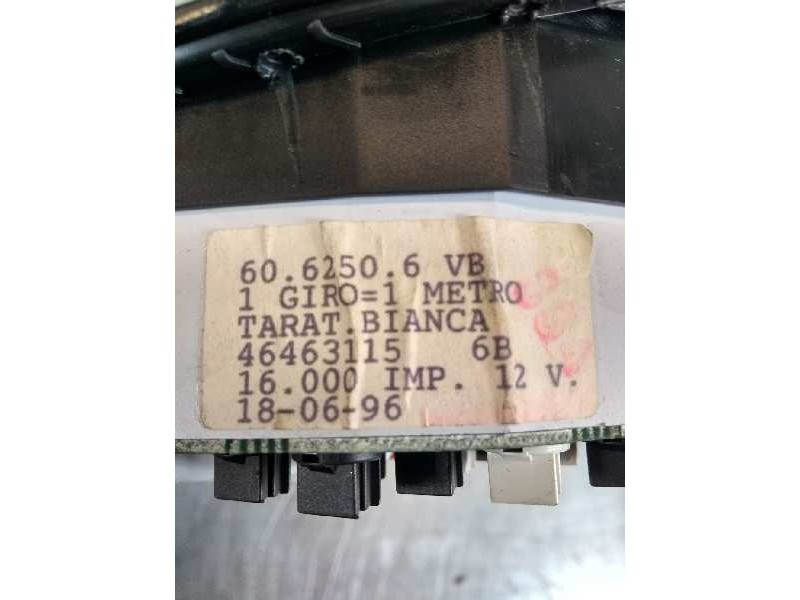 60.6250.6 VB
1 GIRO=1 METRO
TARAT.BIANCA
46463115 6B
16.000 IMP. 12 V.
18-06-96